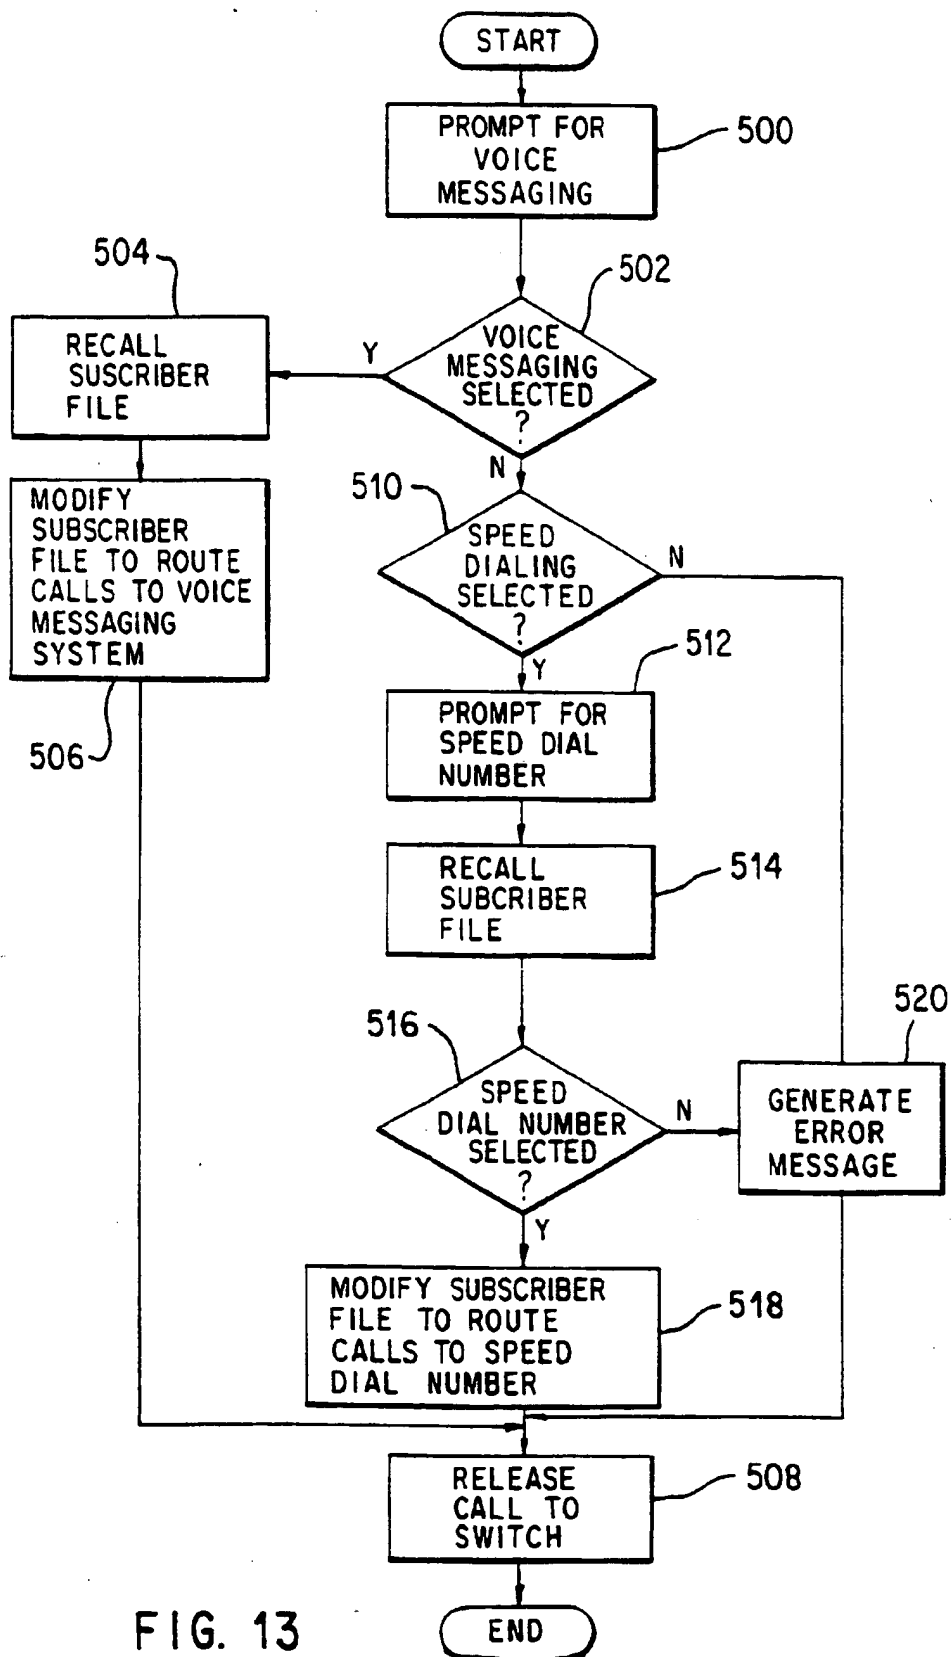 START
PROMPT FOR
VOICE
MESSAGING
500
504
502
RECALL
SUSCRIBER
FILE
Y
VOICE
MESSAGING
SELECTED
?
N
MODIFY
SUBSCRIBER
FILE TO ROUTE
CALLS TO VOICE
MESSAGING
SYSTEM
506
510
SPEED
DIALING
SELECTED
?
N
Y
512
PROMPT FOR
SPEED DIAL
NUMBER
RECALL
SUBCRIBER
FILE
514
516
SPEED
DIAL NUMBER
SELECTED
?
N
Y
520
GENERATE
ERROR
MESSAGE
MODIFY SUBSCRIBER
FILE TO ROUTE
CALLS TO SPEED
DIAL NUMBER
518
RELEASE
CALL TO
SWITCH
508
END
FIG. 13